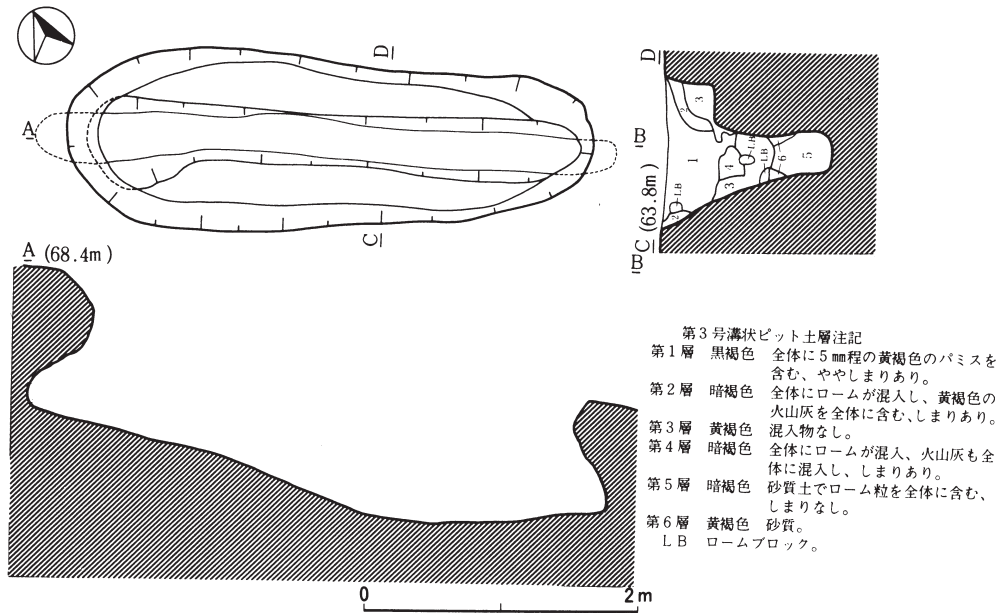 D
A
B
C
D
3
2
1
LB
LB
6
5
4
3
LB
2
C (63.8m)
B
A (68.4m)
第3号溝状ピット土層注記
第1層 黒褐色 全体に5㎜程の黄褐色のパミスを
含む、ややしまりあり。
第2層 暗褐色 全体にロームが混入し、黄褐色の
火山灰を全体に含む、しまりあり。
第3層 黄褐色 混入物なし。
第4層 暗褐色 全体にロームが混入、火山灰も全
体に混入し、しまりあり。
第5層 暗褐色 砂質土でローム粒を全体に含む、
しまりなし。
第6層 黄褐色 砂質。
LB ロームブロック。
0 2m